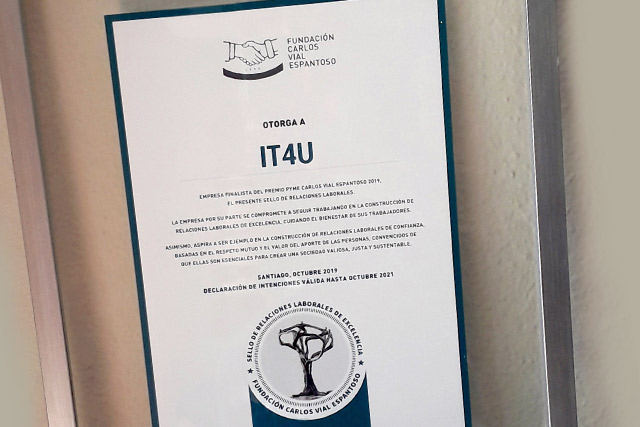 FUNDACIÓN
CARLOS
VIAL
ESPANTOSO
OTORGA A
IT4U
EMPRESA FINALISTA DEL PREMIO PYME CARLOS VIAL ESPANTOSO 2019,
EL PRESENTE SELLO DE RELACIONES LABORALES.
LA EMPRESA POR SU PARTE SE COMPROMETE A SEGUIR TRABAJANDO EN LA CONSTRUCCIÓN DE
RELACIONES LABORALES DE EXCELENCIA, CUIDANDO EL BIENESTAR DE SUS TRABAJADORES.
ASIMISMO, ASPIRA A SER EJEMPLO EN LA CONSTRUCCIÓN DE RELACIONES LABORALES DE CONFIANZA,
BASADAS EN EL RESPETO MUTUO Y EL VALOR DEL APORTE DE LAS PERSONAS, CONVENCIDOS DE
QUE ELLAS SON ESENCIALES PARA CREAR UNA SOCIEDAD VALIOSA, JUSTA Y SUSTENTABLE.
SANTIAGO, OCTUBRE 2019
DECLARACIÓN DE INTENCIONES VÁLIDA HASTA OCTUBRE 2021
SELLO DE RELACIONES LABORALES DE EXCELENCIA
FUNDACIÓN CARLOS VIAL ESPANTOSO